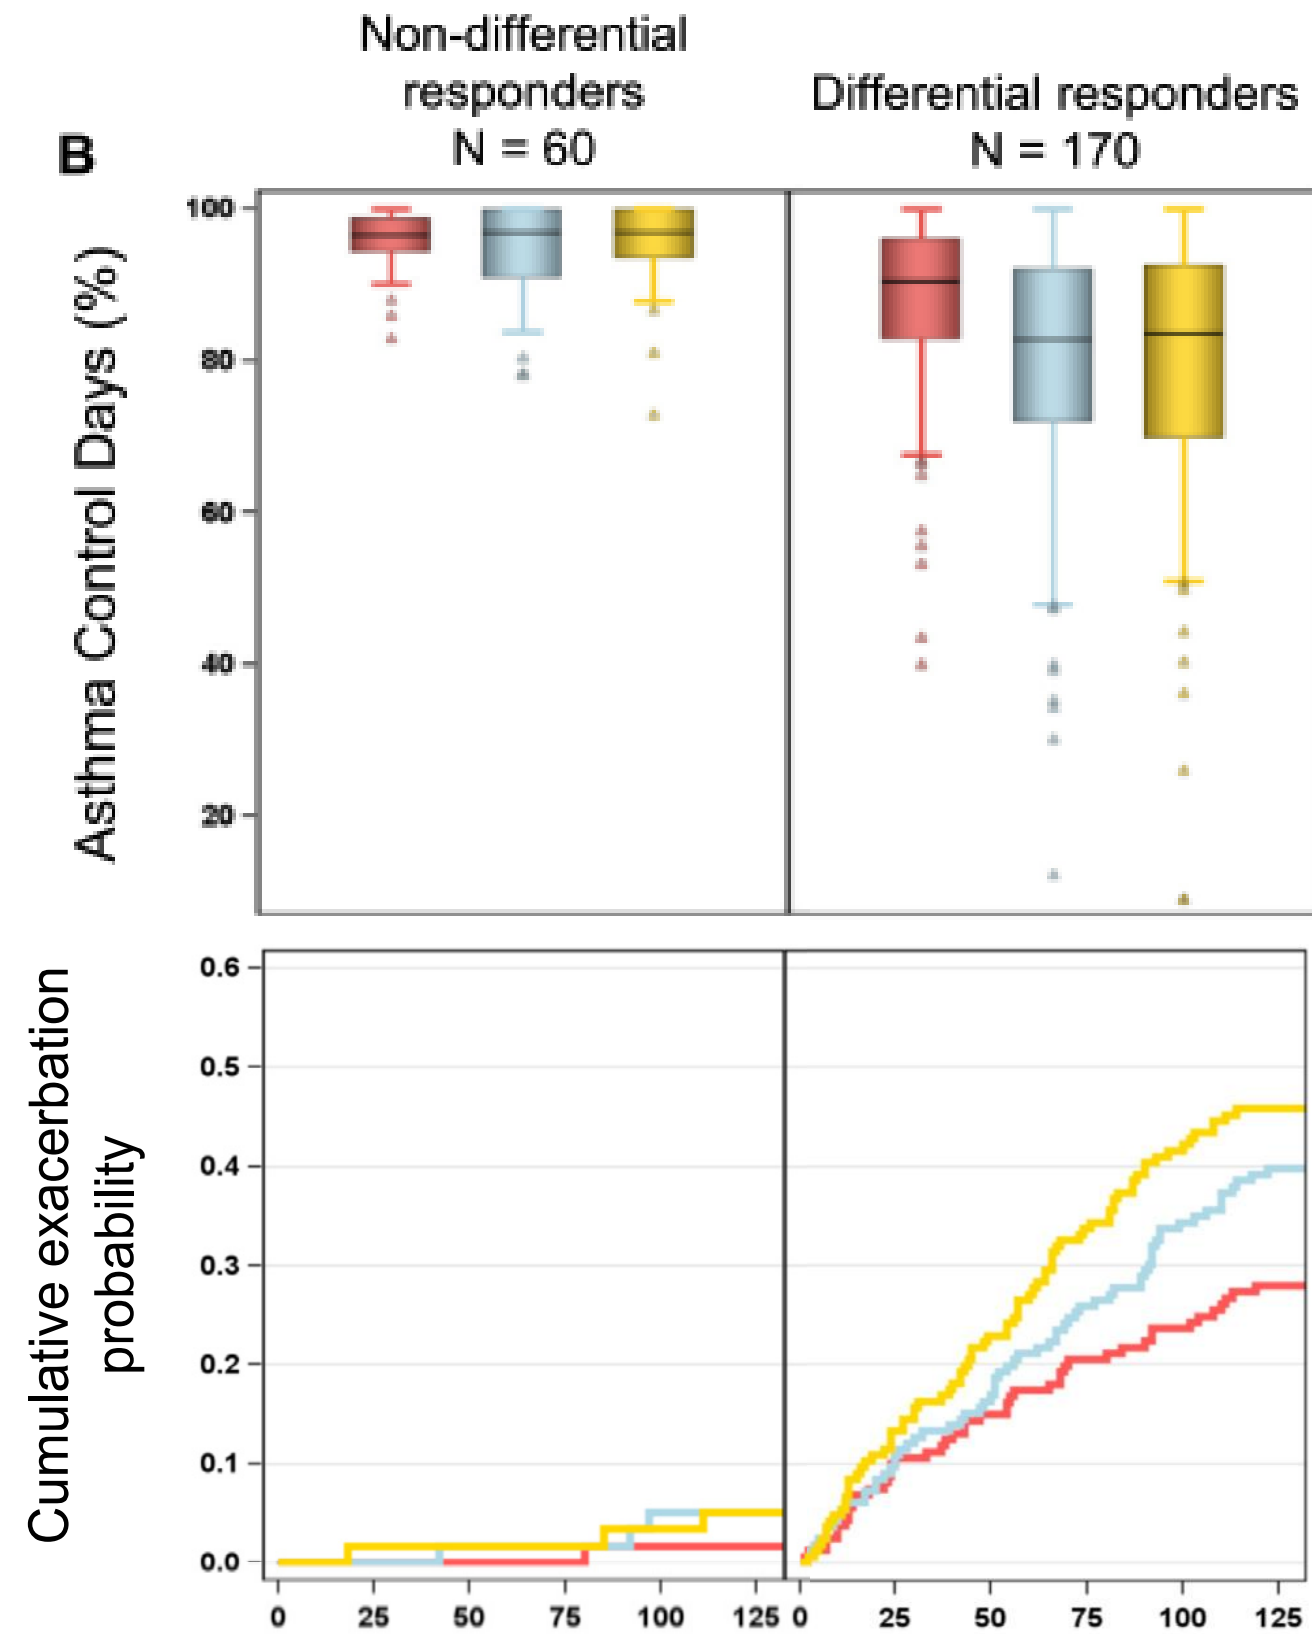 Non-differential
responders
N = 60
Differential responders
N = 170
B
100
80
60
40
20
Asthma Control Days (%)
0.6
0.5
0.4
0.3
0.2
0.1
0.0
Cumulative exacerbation
probability
0 25 50 75 100 125
0 25 50 75 100 125